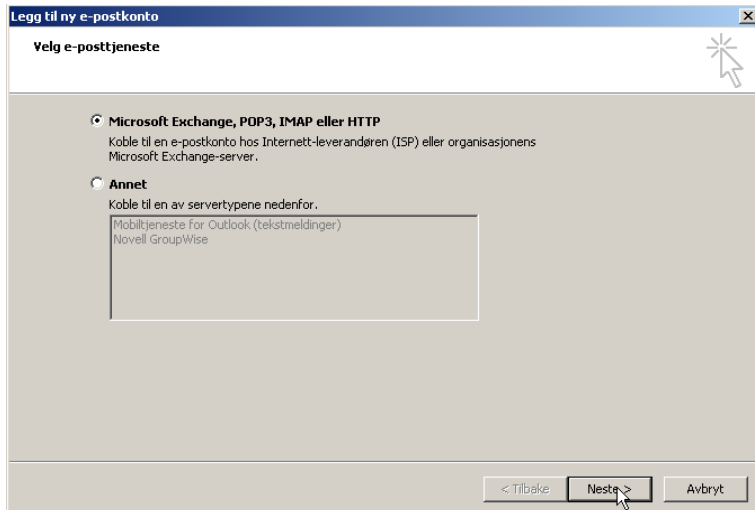 Legg til ny e-postkonto
Velg e-posttjeneste
Microsoft Exchange, POP3, IMAP eller HTTP
Koble til en e-postkonto hos Internett-leverandøren (ISP) eller organisasjonens
Microsoft Exchange-server.
Annet
Koble til en av servertypene nedenfor.
Mobiltjeneste for Outlook (tekstmeldinger)
Novell GroupWise
< Tilbake
Neste >
Avbryt